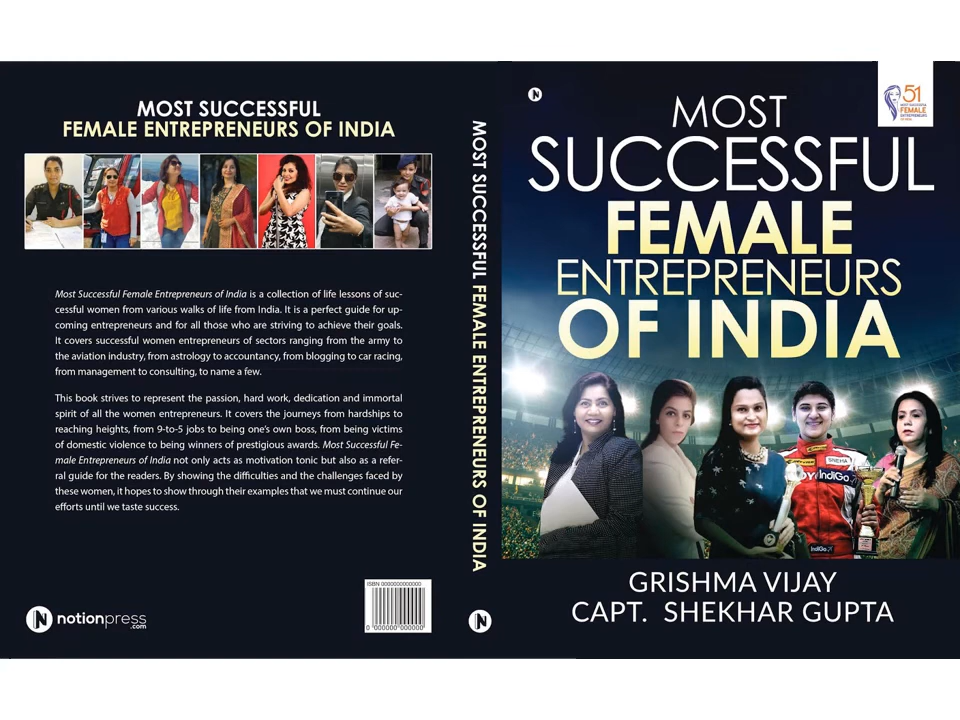 MOST SUCCESSFUL
FEMALE ENTREPRENEURS OF INDIA
Most Successful Female Entrepreneurs of India is a collection of life lessons of suc-
cessful women from various walks of life from India. It is a perfect guide for up-
coming entrepreneurs and for all those who are striving to achieve their goals.
It covers successful women entrepreneurs of sectors ranging from the army to
the aviation industry, from astrology to accountancy, from blogging to car racing,
from management to consulting, to name a few.
This book strives to represent the passion, hard work, dedication and immortal
spirit of all the women entrepreneurs. It covers the journeys from hardships to
reaching heights, from 9-to-5 jobs to being one's own boss, from being victims
of domestic violence to being winners of prestigious awards. Most Successful Fe-
male Entrepreneurs of India not only acts as motivation tonic but also as a refer-
ral guide for the readers. By showing the difficulties and the challenges faced by
these women, it hopes to show through their examples that we must continue our
efforts until we taste success.
notionpress
.com
ISBN 0000000000000
0 000000 000000
MOST SUCCESSFUL FEMALE ENTREPRENEURS OF INDIA
51
MOST SUCCESSFUL
FEMALE
ENTREPRENEURS
OF INDIA
MOST
SUCCESSFUL
FEMALE
ENTREPRENEURS
OF INDIA
SNEHA
IndiGo
IndiGo
GRISHMA VIJAY
CAPT. SHEKHAR GUPTA